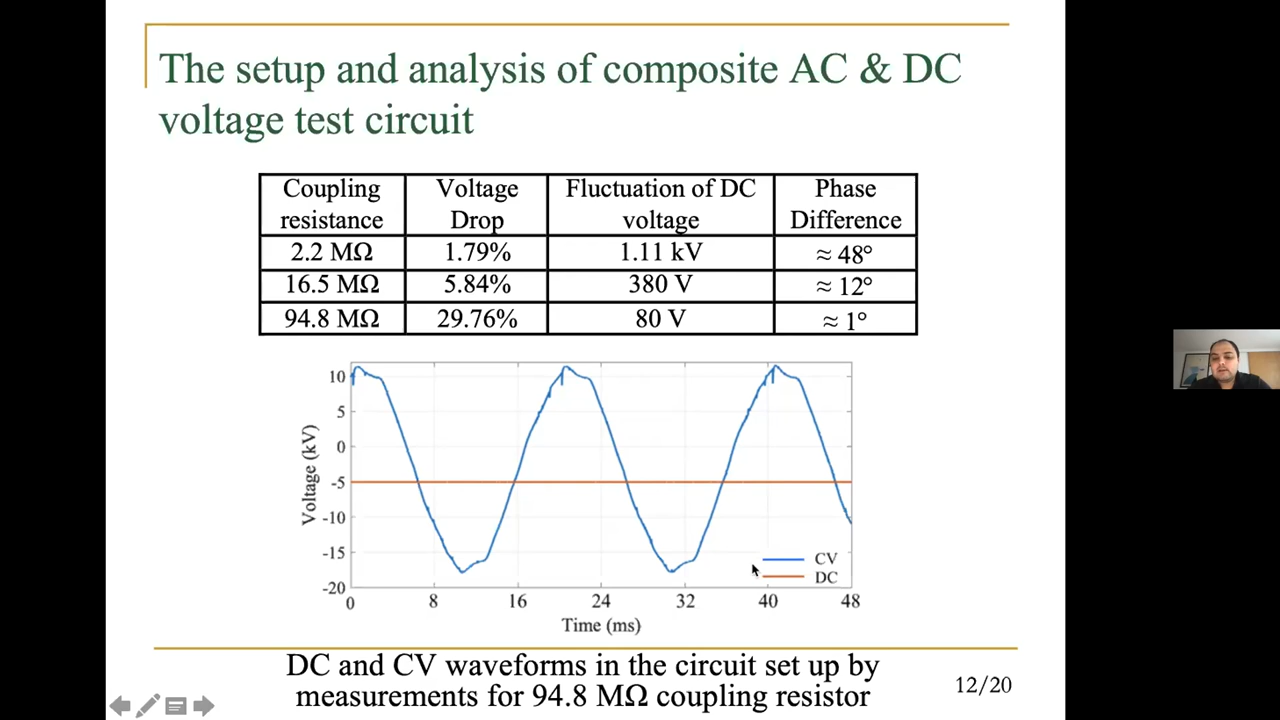 The setup and analysis of composite AC & DC
voltage test circuit
Coupling resistance Voltage Drop Fluctuation of DC voltage Phase Difference
2.2 MΩ 1.79% 1.11 kV ≈ 48°
16.5 MΩ 5.84% 380 V ≈ 12°
94.8 MΩ 29.76% 80 V ≈ 1°
10
5
0
-5
-10
-15
-20
Voltage (kV)
CV
DC
0 8 16 24 32 40 48
Time (ms)
DC and CV waveforms in the circuit set up by
measurements for 94.8 MΩ coupling resistor
12/20